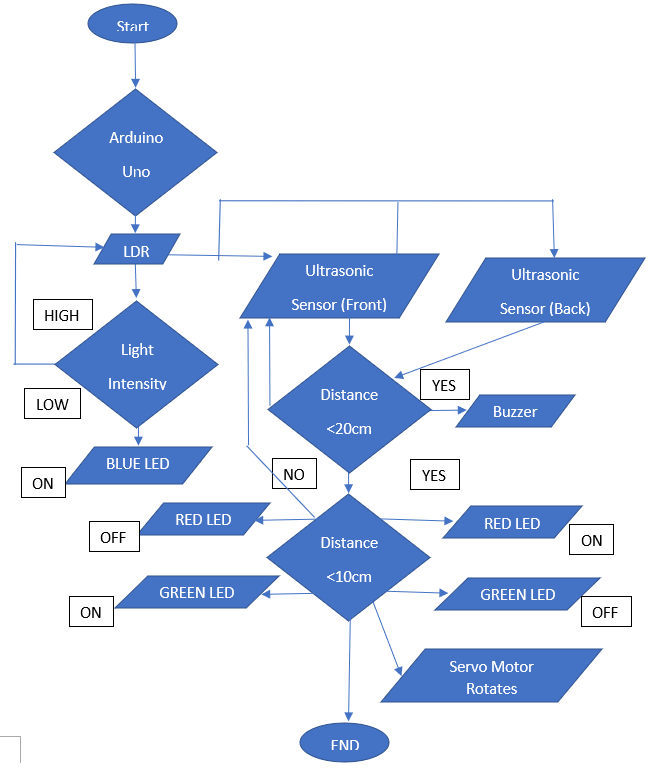 Start
Arduino
Uno
LDR
Ultrasonic
Sensor (Front)
Ultrasonic
Sensor (Back)
HIGH
Light
Intensity
LOW
Distance
<20cm
YES
Buzzer
BLUE LED
ON
NO
YES
RED LED
OFF
Distance
<10cm
RED LED
ON
GREEN LED
ON
GREEN LED
OFF
Servo Motor
Rotates
END